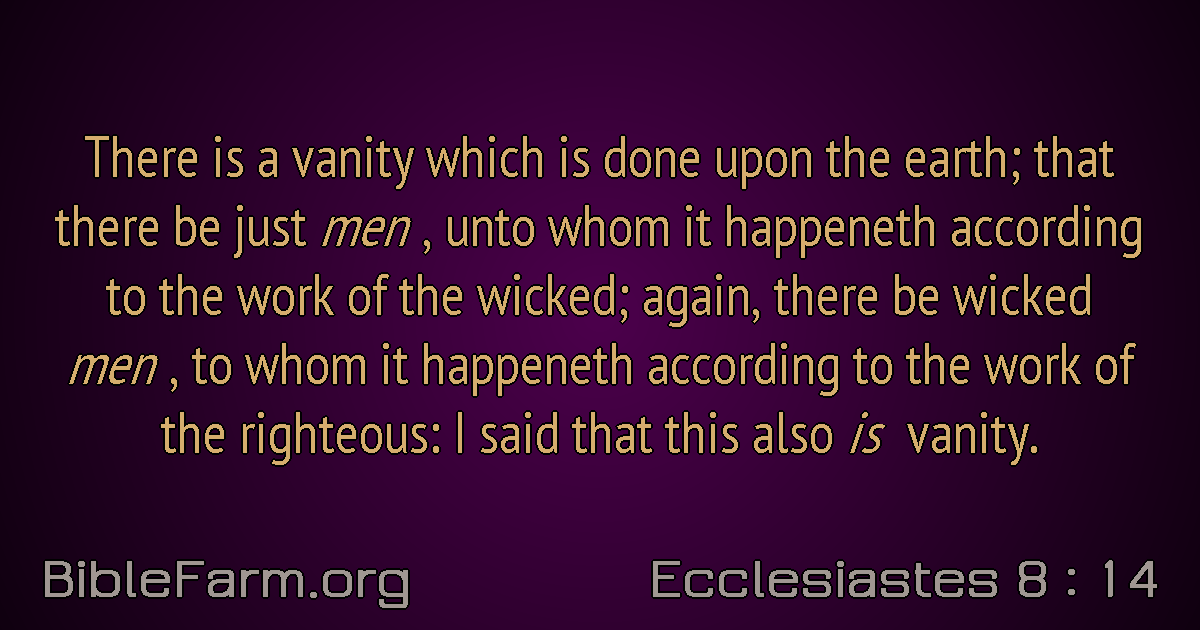 There is a vanity which is done upon the earth; that
there be just men , unto whom it happeneth according
to the work of the wicked; again, there be wicked
men , to whom it happeneth according to the work of
the righteous: I said that this also is vanity.
BibleFarm.org
Ecclesiastes 8 : 14